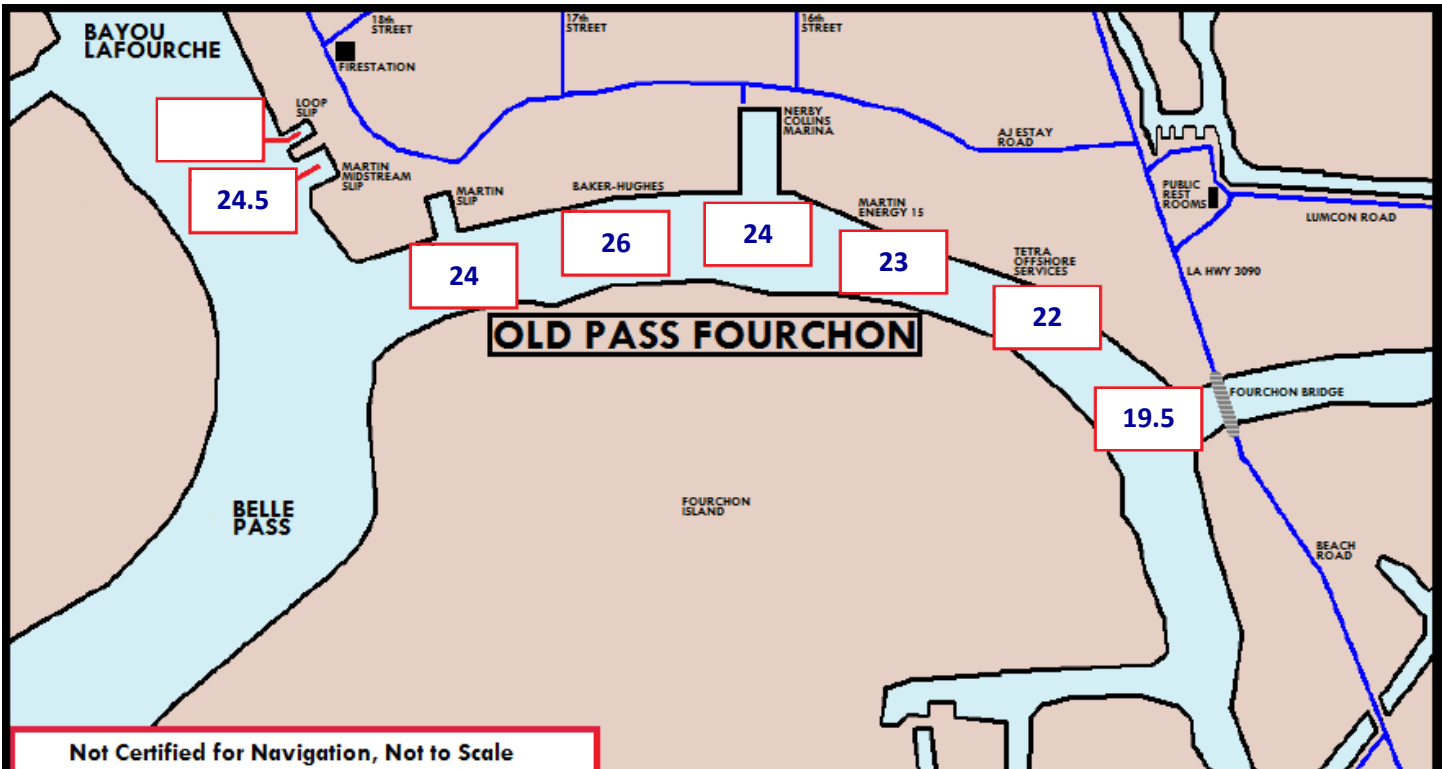 BAYOU
LAFOURCHE
18th
STREET
17th
STREET
16th
STREET
FIRESTATION
LOOP
SLIP
NERBY
COLLINS
MARINA
AJ ESTAY
ROAD
MARTIN
MIDSTREAM
SLIP
24.5
MARTIN
SLIP
BAKER-HUGHES
MARTIN
ENERGY 15
PUBLIC
REST
ROOMS
LUMCON ROAD
24
26
24
23
TETRA
OFFSHORE
SERVICES
22
LA HWY 3090
OLD PASS FOURCHON
19.5
FOURCHON BRIDGE
BELLE
PASS
FOURCHON
ISLAND
BEACH
ROAD
Not Certified for Navigation, Not to Scale